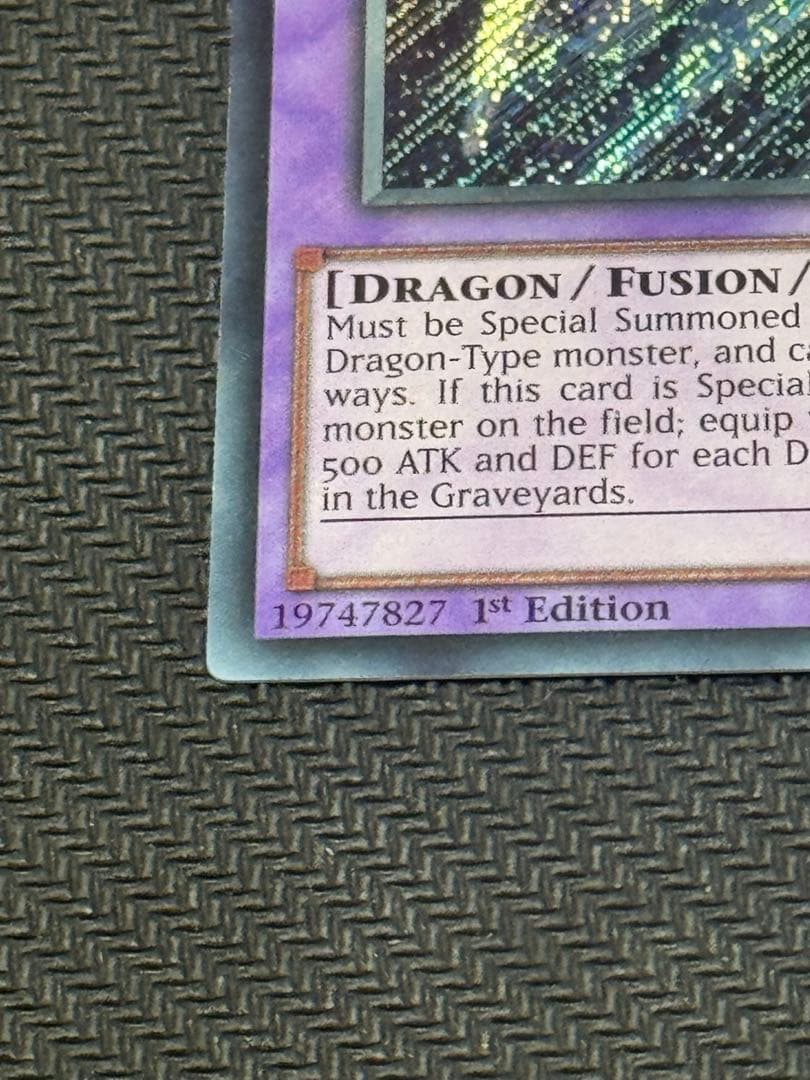 [DRAGON/FUSION/
Must be Special Summoned
Dragon-Type monster, and ca
ways. If this card is Special
monster on the field; equip
500 ATK and DEF for each D
in the Graveyards.
19747827 1st Edition